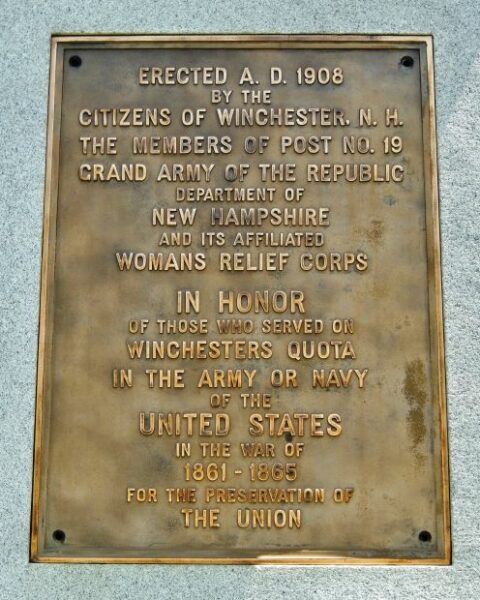 ERECTED A. D. 1908
BY THE
CITIZENS OF WINCHESTER. N. H.
THE MEMBERS OF POST NO. 19
GRAND ARMY OF THE REPUBLIC
DEPARTMENT OF
NEW HAMPSHIRE
AND ITS AFFILIATED
WOMANS RELIEF CORPS
IN HONOR
OF THOSE WHO SERVED ON
WINCHESTERS QUOTA
IN THE ARMY OR NAVY
OF THE
UNITED STATES
IN THE WAR OF
1861 - 1865
FOR THE PRESERVATION OF
THE UNION